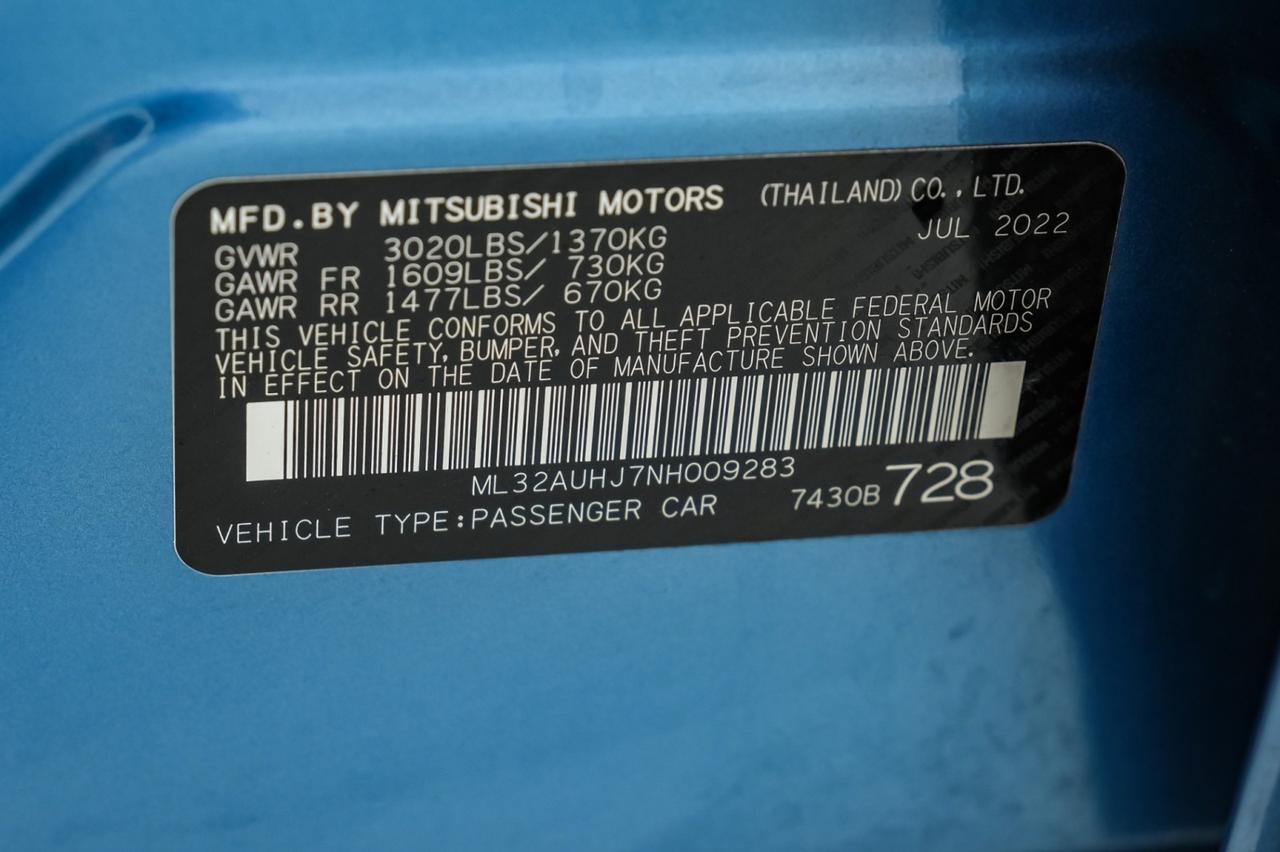 MFD.BY MITSUBISHI MOTORS (THAILAND) CO., LTD.
JUL 2022
GVWR 3020LBS/1370KG
GAWR FR 1609LBS/ 730KG
GAWR RR 1477LBS/ 670KG
THIS VEHICLE CONFORMS TO ALL APPLICABLE FEDERAL MOTOR
VEHICLE SAFETY, BUMPER, AND THEFT PREVENTION STANDARDS
IN EFFECT ON THE DATE OF MANUFACTURE SHOWN ABOVE.
ML32AUHJ7NH009283
VEHICLE TYPE:PASSENGER CAR 7430B 728